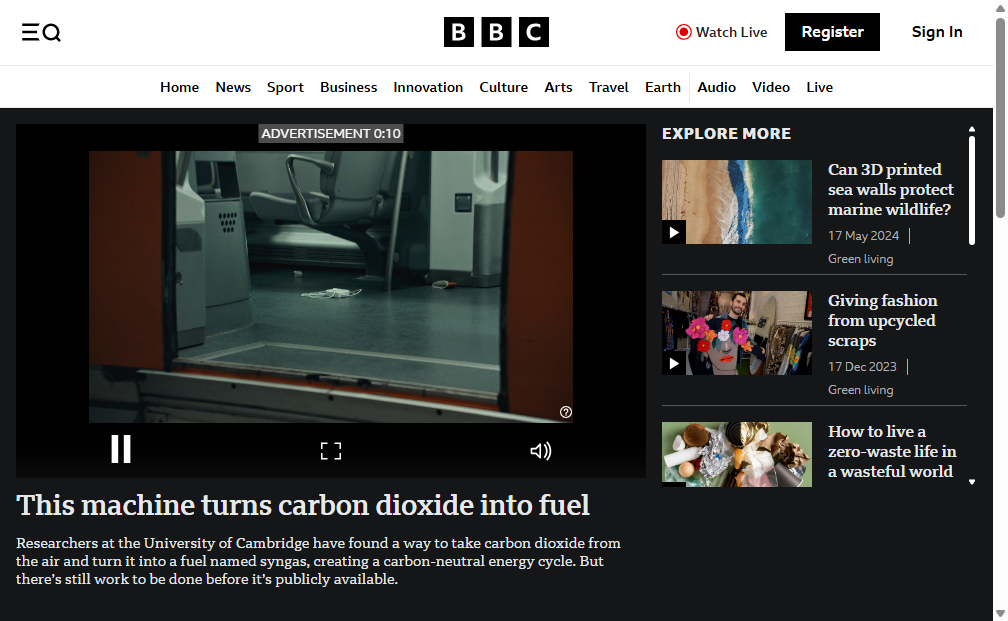 BBC
Watch Live
Register
Sign In
Home
News
Sport
Business
Innovation
Culture
Arts
Travel
Earth
Audio
Video
Live
ADVERTISEMENT 0:10
This machine turns carbon dioxide into fuel
Researchers at the University of Cambridge have found a way to take carbon dioxide from
the air and turn it into a fuel named syngas, creating a carbon-neutral energy cycle. But
there’s still work to be done before it’s publicly available.
EXPLORE MORE
Can 3D printed
sea walls protect
marine wildlife?
17 May 2024
Green living
Giving fashion
from upcycled
scraps
17 Dec 2023
Green living
How to live a
zero-waste life in
a wasteful world